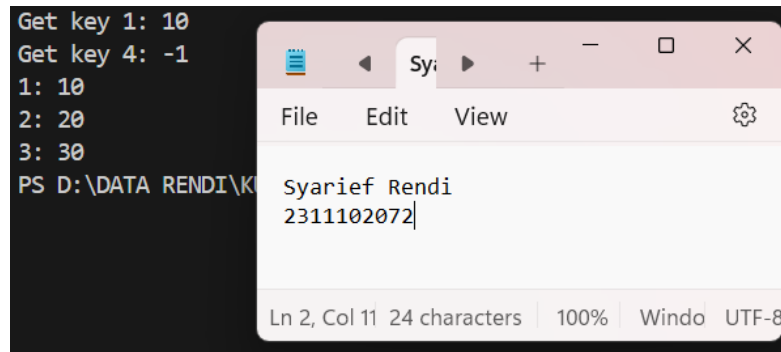 Get key 1: 10
Get key 4: -1
1: 10
2: 20
3: 30
PS D:\DATA RENDI\
Sya
File Edit View
Syarief Rendi
2311102072
Ln 2, Col 11 24 characters 100% Windo UTF-8